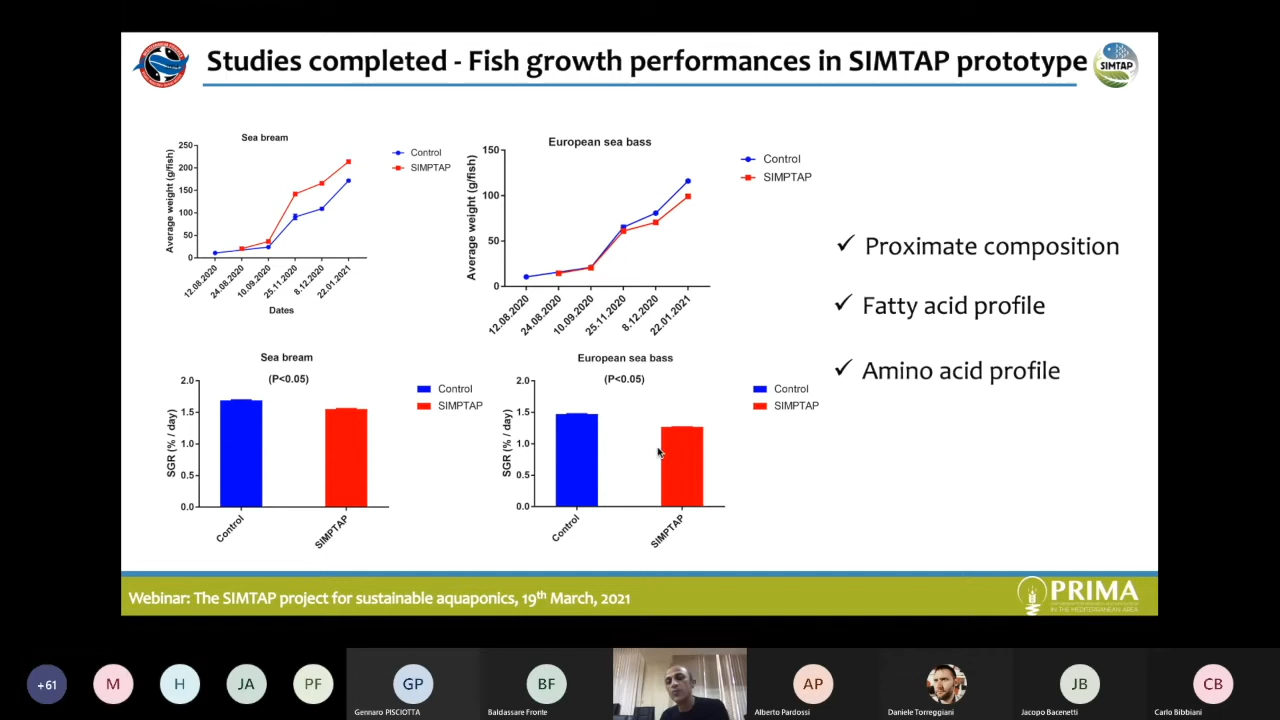 Studies completed - Fish growth performances in SIMTAP prototype
SIMTAP
Sea bream
Average weight (g/fish)
250
200
150
100
50
0
12.08.2020
24.08.2020
10.09.2020
25.11.2020
8.12.2020
22.01.2021
Dates
Control
SIMPTAP
European sea bass
Average weight (g/fish)
150
100
50
0
12.08.2020
24.08.2020
10.09.2020
25.11.2020
8.12.2020
22.01.2021
Control
SIMPTAP
✓ Proximate composition
✓ Fatty acid profile
✓ Amino acid profile
Sea bream
(P<0.05)
SGR (% / day)
2.0
1.5
1.0
0.5
0.0
Control
SIMPTAP
Control
SIMPTAP
European sea bass
(P<0.05)
SGR (% / day)
2.0
1.5
1.0
0.5
0.0
Control
SIMPTAP
Control
SIMPTAP
Webinar: The SIMTAP project for sustainable aquaponics, 19th March, 2021
PRIMA
IN THE MEDITERRANEAN AREA
+61
M
H
JA
PF
GP
Gennaro PISCIOTTA
BF
Baldassare Fronte
AP
Alberto Pardossi
Daniele Torreggiani
JB
Jacopo Bacenetti
CB
Carlo Bibbiani